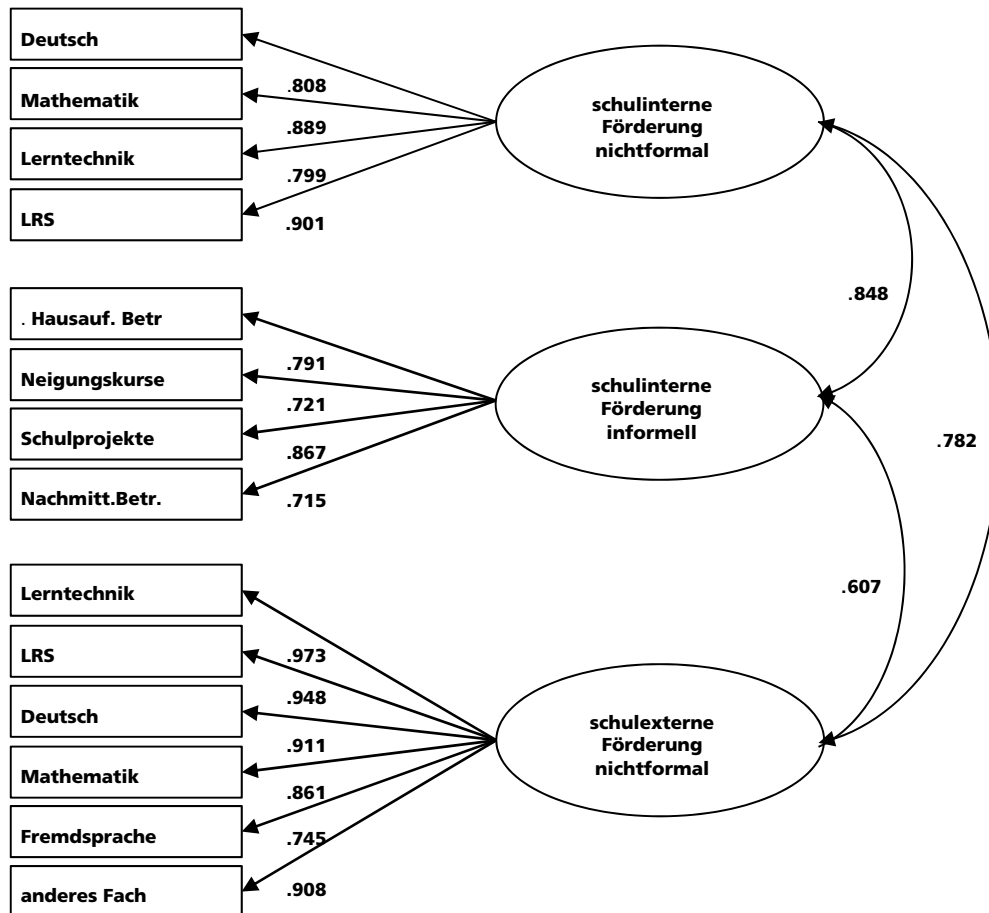 Deutsch
Mathematik
Lerntechnik
LRS
.808
.889
.799
.901
schulinterne
Förderung
nichtformal
. Hausauf. Betr
Neigungskurse
Schulprojekte
Nachmitt.Betr.
.791
.721
.867
.715
schulinterne
Förderung
informell
.848
.782
.607
Lerntechnik
LRS
Deutsch
Mathematik
Fremdsprache
anderes Fach
.973
.948
.911
.861
.745
.908
schulexterne
Förderung
nichtformal